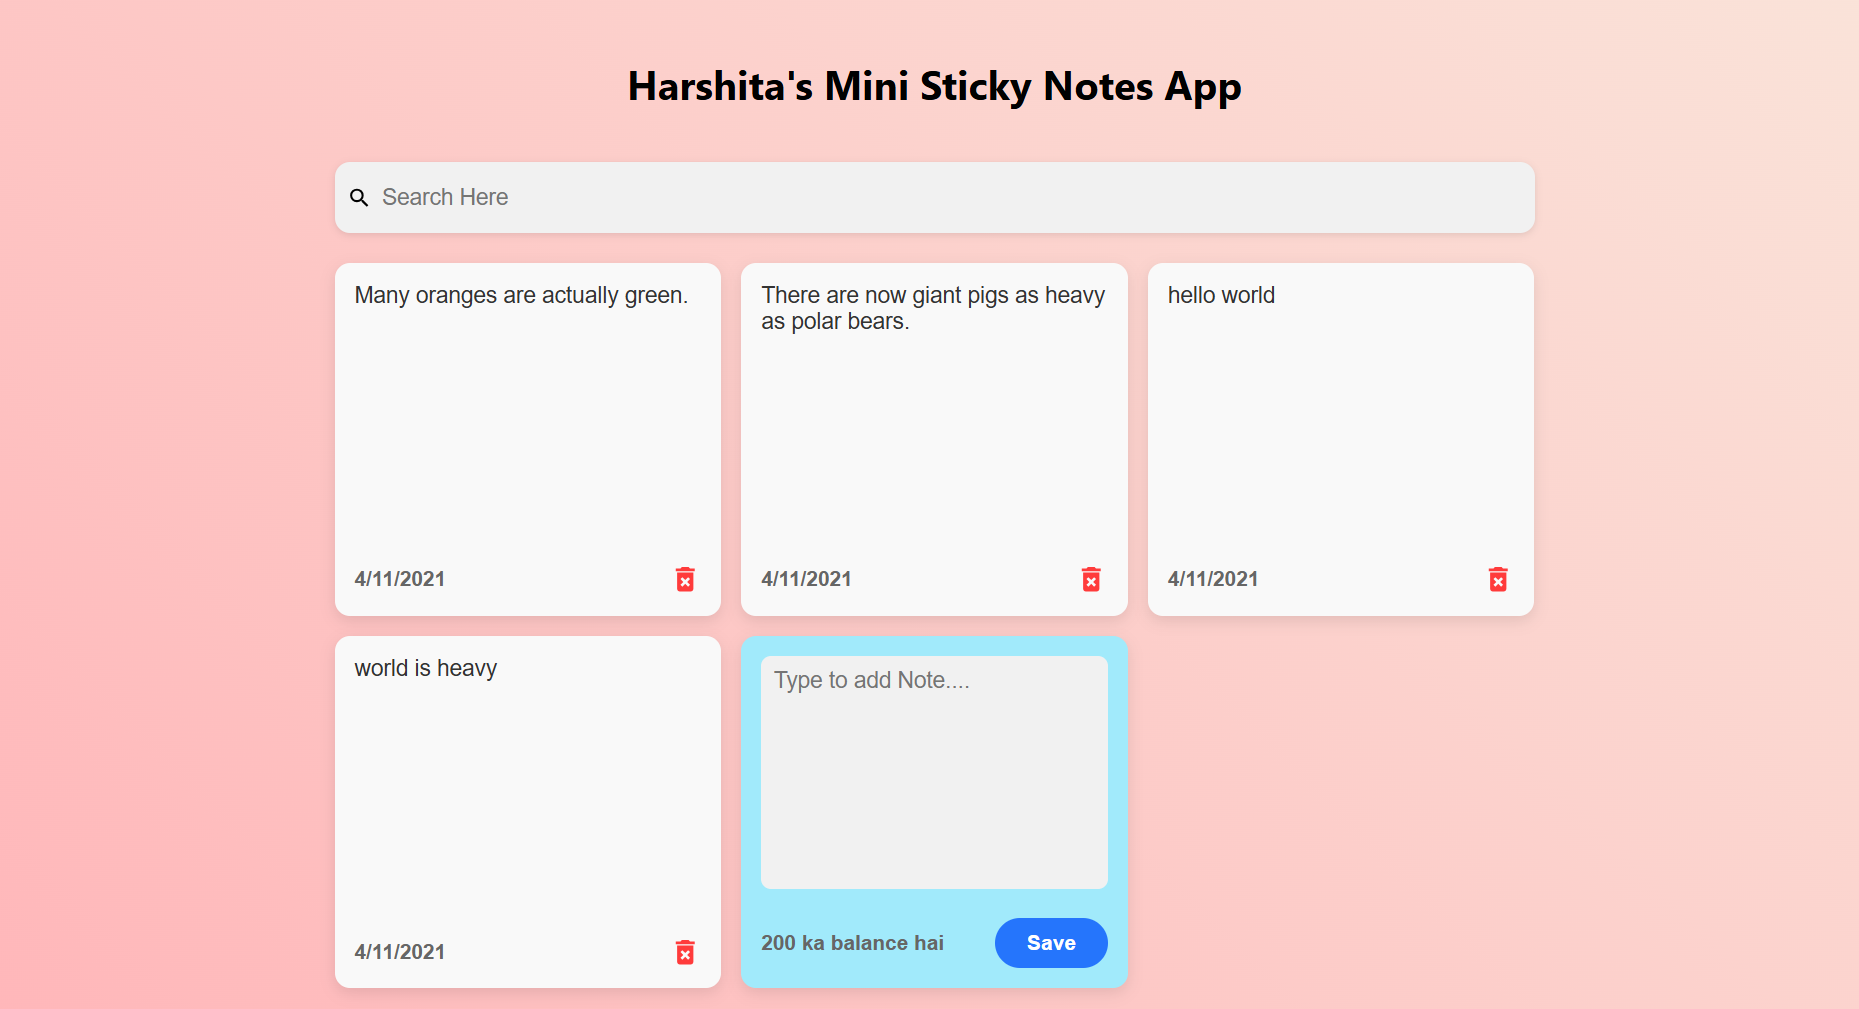 Harshita's Mini Sticky Notes App
Search Here
Many oranges are actually green.
4/11/2021
There are now giant pigs as heavy
as polar bears.
4/11/2021
hello world
4/11/2021
world is heavy
4/11/2021
Type to add Note....
200 ka balance hai
Save